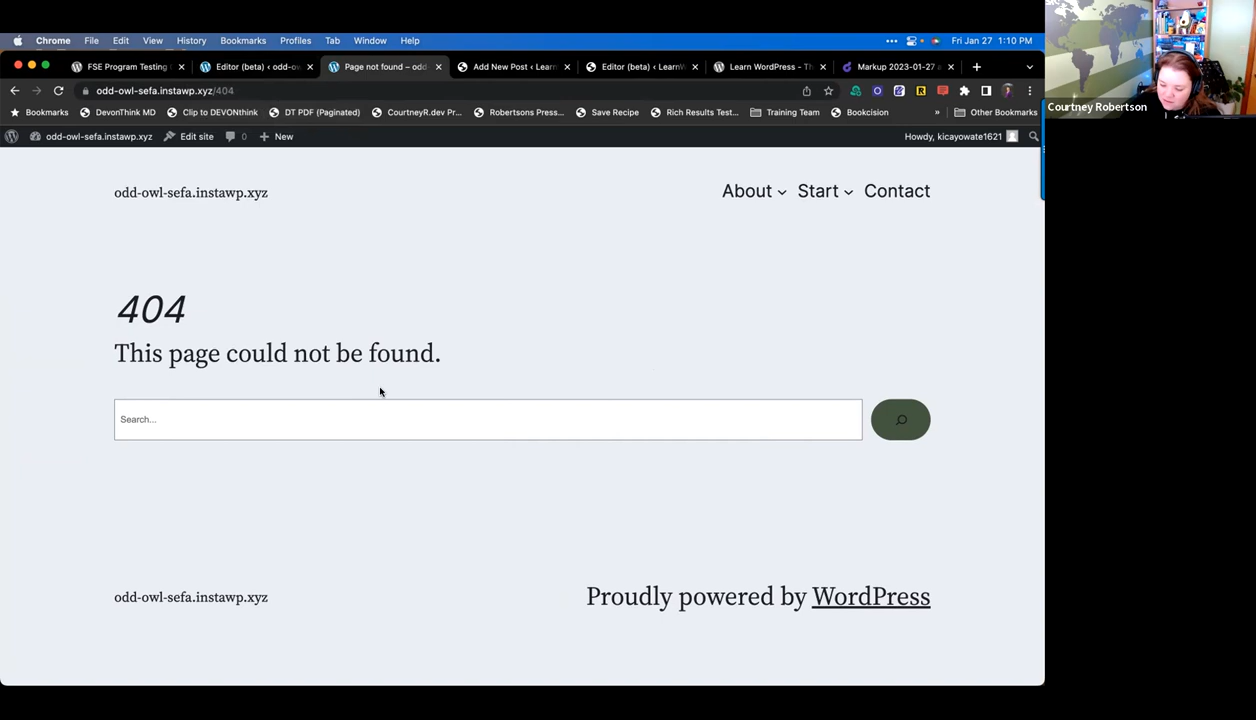 Chrome File Edit View History Bookmarks Profiles Tab Window Help
Fri Jan 27 1:10 PM
FSE Program Testing
Editor (beta) ‹ odd-o
Page not found – odd
Add New Post ‹ Learn
Editor (beta) ‹ Learn
Learn WordPress - Th
Markup 2023-01-27 a
odd-owl-sefa.instawp.xyz/404
Bookmarks DevonThink MD Clip to DEVONthink DT PDF (Paginated) CourtneyR.dev Pr... Robertsons Press... Save Recipe Rich Results Test... Training Team Bookcision » Other Bookmarks
odd-owl-sefa.instawp.xyz Edit site 0 New Howdy, kicayowate1621
Courtney Robertson
odd-owl-sefa.instawp.xyz
About Start Contact
404
This page could not be found.
Search...
odd-owl-sefa.instawp.xyz
Proudly powered by WordPress